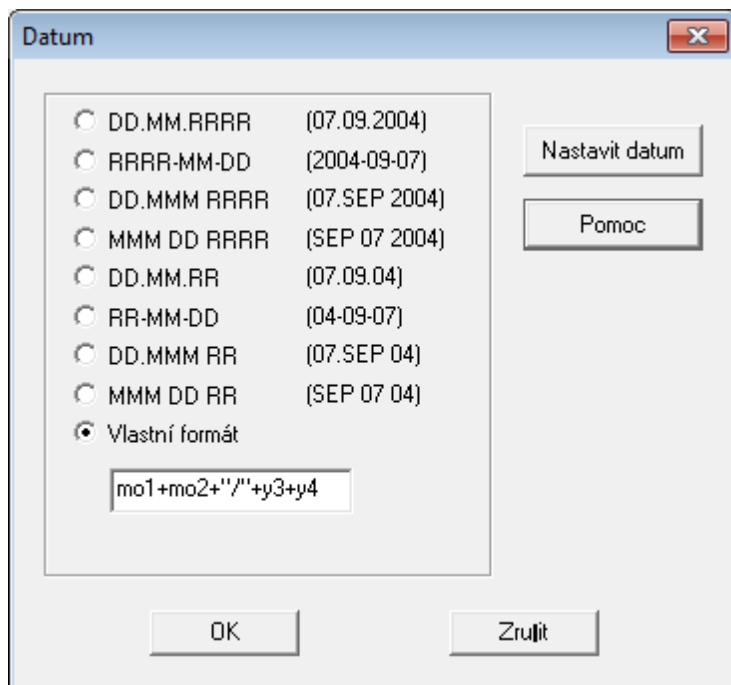 Datum
DD.MM.RRRR (07.09.2004)
RRRR-MM-DD (2004-09-07)
DD.MMM RRRR (07.SEP 2004)
MMM DD RRRR (SEP 07 2004)
DD.MM.RR (07.09.04)
RR-MM-DD (04-09-07)
DD.MMM RR (07.SEP 04)
MMM DD RR (SEP 07 04)
Vlastní formát
mo1+mo2+"/"+y3+y4
Nastavit datum
Pomoc
OK
Zruǁit